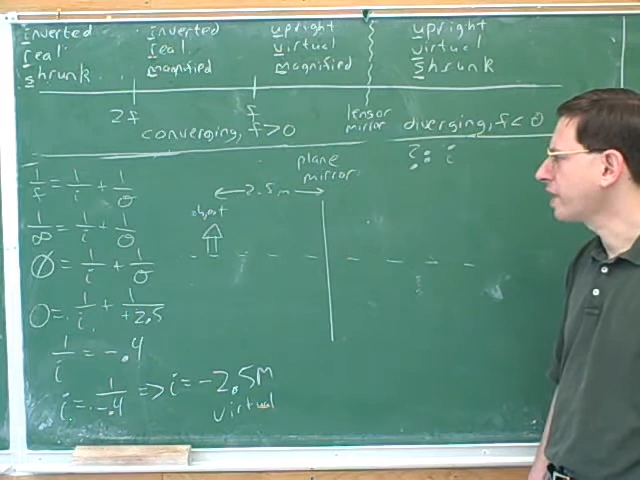 inverted
real
shrunk
inverted
real
magnified
upright
virtual
magnified
upright
virtual
shrunk
2f
f
converging, f>0
lens or
mirror
diverging, f<0
plane
mirror
? : i
2.5m
object
1/f = 1/i + 1/o
1/∞ = 1/i + 1/o
0 = 1/i + 1/o
0 = 1/i + 1/+2.5
1/i = -.4
i = 1/-.4 => i = -2.5m
virtual